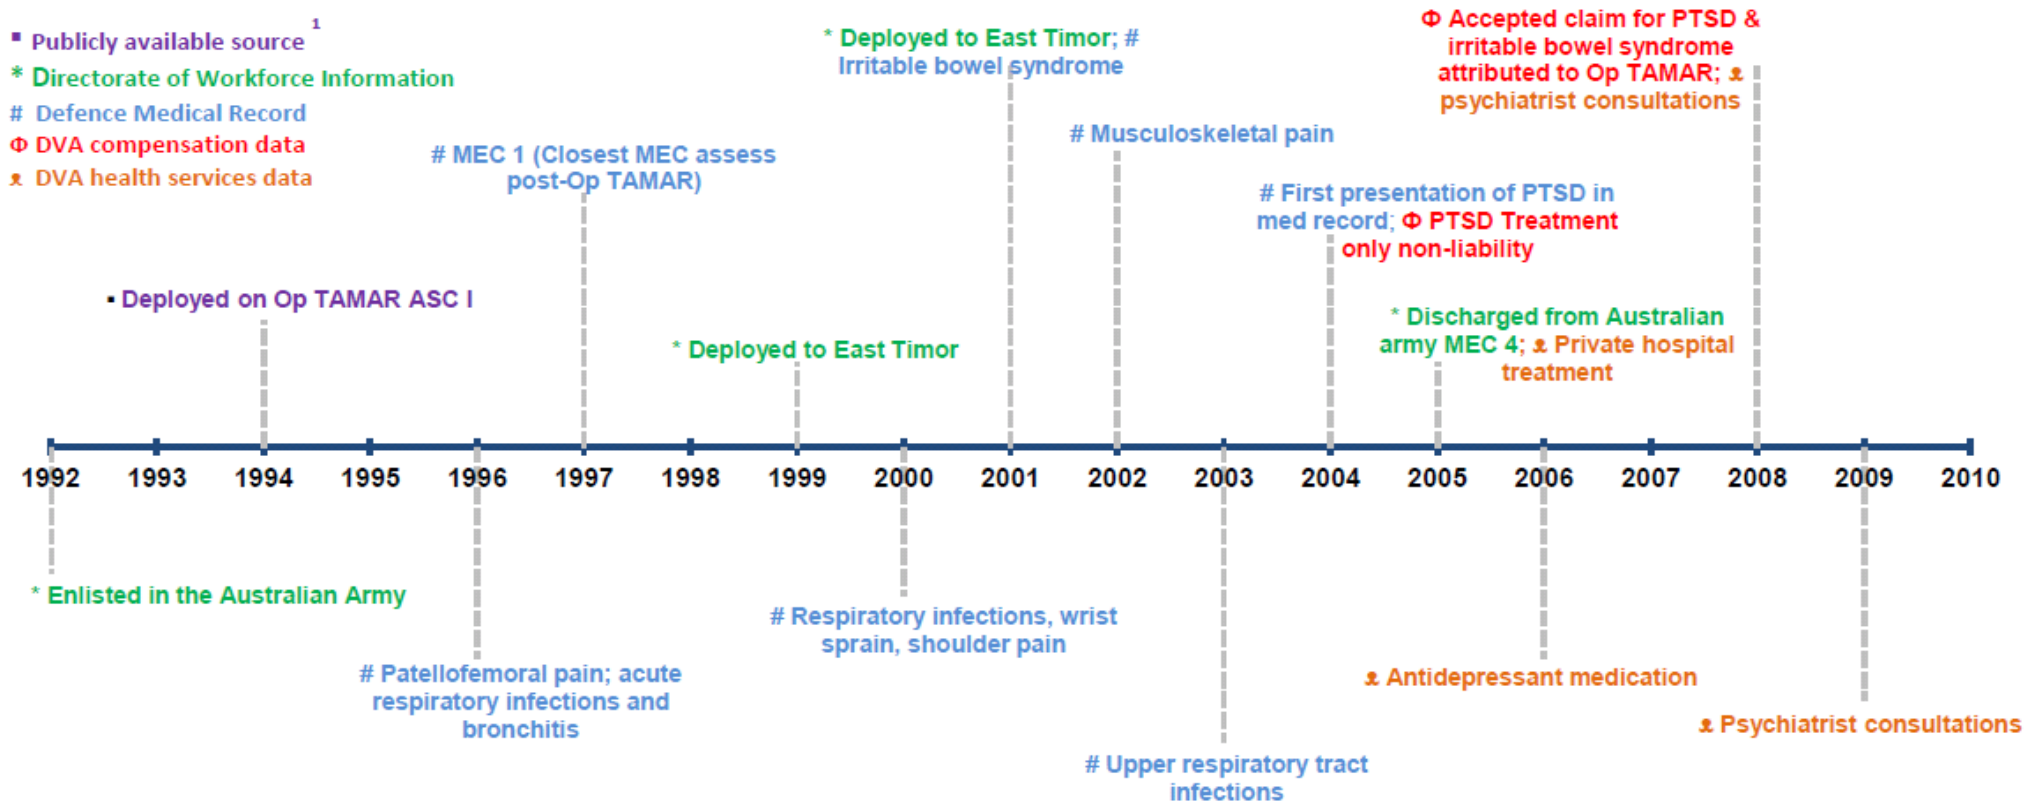 ▪ Publicly available source 1
* Directorate of Workforce Information
# Defence Medical Record
Φ DVA compensation data
ᴥ DVA health services data
* Deployed to East Timor; #
Irritable bowel syndrome
Φ Accepted claim for PTSD &
irritable bowel syndrome
attributed to Op TAMAR; ᴥ
psychiatrist consultations
# MEC 1 (Closest MEC assess
post-Op TAMAR)
# Musculoskeletal pain
# First presentation of PTSD in
med record; Φ PTSD Treatment
only non-liability
▪ Deployed on Op TAMAR ASC I
* Deployed to East Timor
* Discharged from Australian
army MEC 4; ᴥ Private hospital
treatment
1992 1993 1994 1995 1996 1997 1998 1999 2000 2001 2002 2003 2004 2005 2006 2007 2008 2009 2010
* Enlisted in the Australian Army
# Patellofemoral pain; acute
respiratory infections and
bronchitis
# Respiratory infections, wrist
sprain, shoulder pain
# Upper respiratory tract
infections
ᴥ Antidepressant medication
ᴥ Psychiatrist consultations